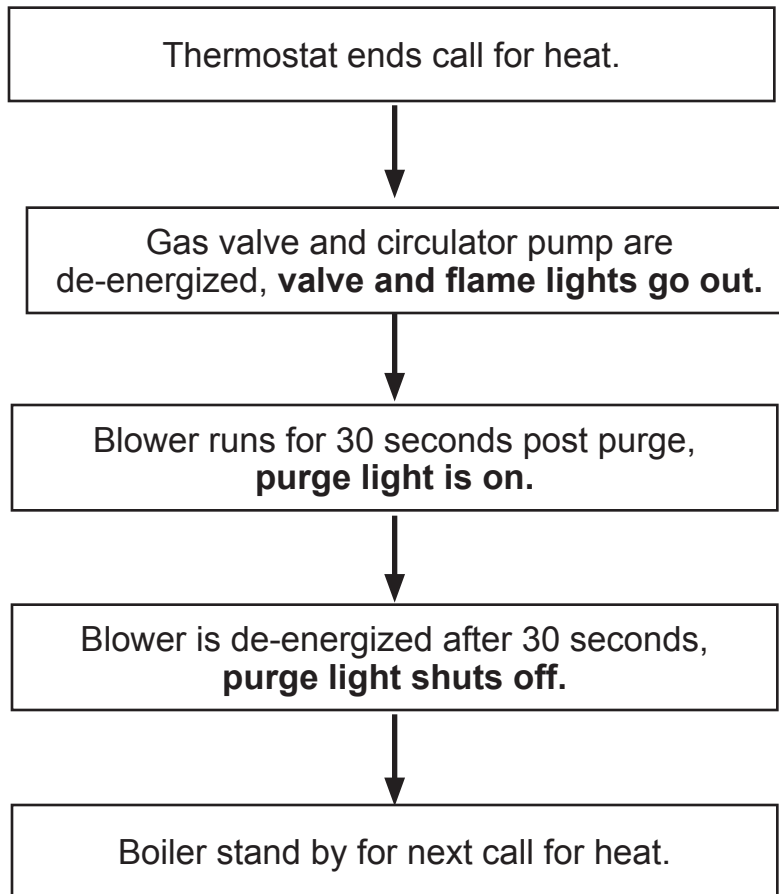 Thermostat ends call for heat.
Gas valve and circulator pump are
de-energized, valve and flame lights go out.
Blower runs for 30 seconds post purge,
purge light is on.
Blower is de-energized after 30 seconds,
purge light shuts off.
Boiler stand by for next call for heat.